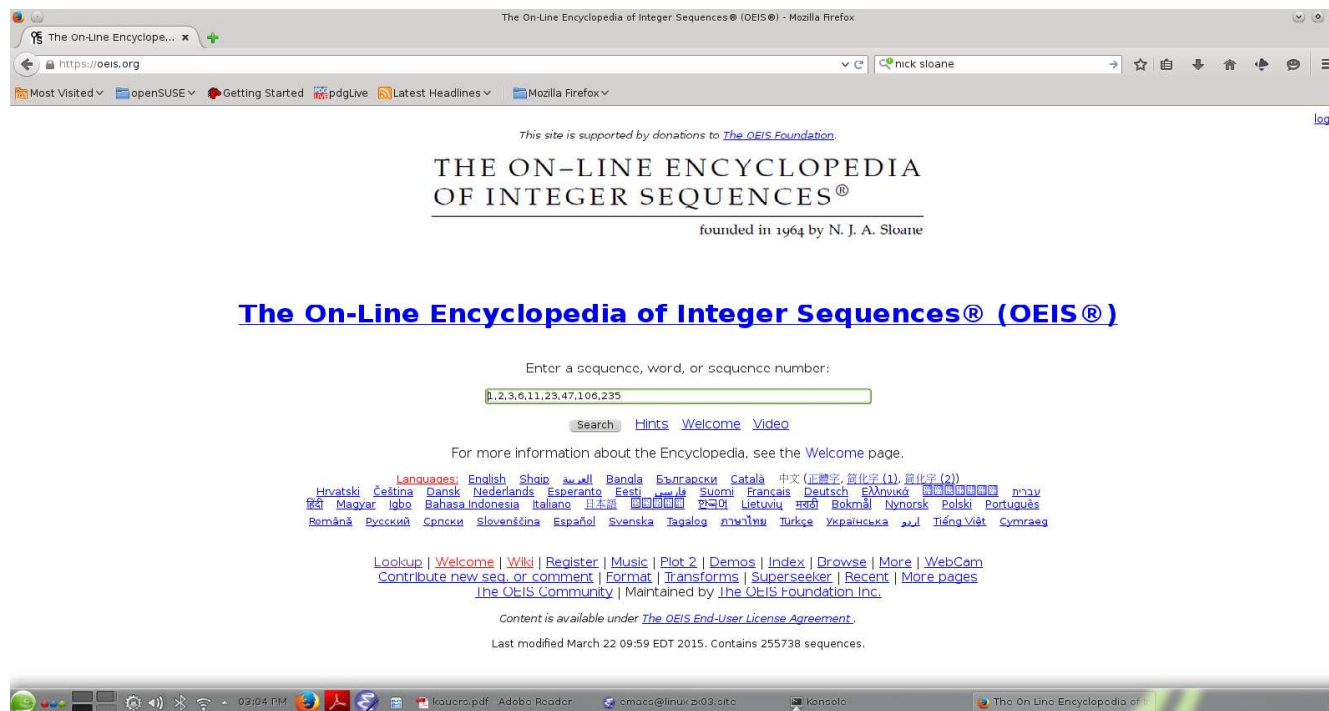 The On-Line Encyclopedia of Integer Sequences® (OEIS®) - Mozilla Firefox
The On-Line Encyclope...
https://oeis.org
nick sloane
Most Visited openSUSE Getting Started pdgLive Latest Headlines Mozilla Firefox
log
This site is supported by donations to The OEIS Foundation.
THE ON–LINE ENCYCLOPEDIA
OF INTEGER SEQUENCES®
founded in 1964 by N. J. A. Sloane
The On-Line Encyclopedia of Integer Sequences® (OEIS®)
Enter a sequence, word, or sequence number:
1,2,3,6,11,23,47,106,235
Search Hints Welcome Video
For more information about the Encyclopedia, see the Welcome page.
Languages: English Shqip العربية Bangla Български Català 中文 (正體字, 简化字 (1), 简化字 (2))
Hrvatski Čeština Dansk Nederlands Esperanto Eesti فارسی Suomi Français Deutsch Ελληνικά עברית
हिंदी Magyar Igbo Bahasa Indonesia Italiano 日本語 한국어 Lietuvių मराठी Bokmål Nynorsk Polski Português
Română Русский Српски Slovenščina Español Svenska Tagalog ภาษาไทย Türkçe Українська اردو Tiếng Việt Cymraeg
Lookup | Welcome | Wiki | Register | Music | Plot 2 | Demos | Index | Browse | More | WebCam
Contribute new seq. or comment | Format | Transforms | Superseeker | Recent | More pages
The OEIS Community | Maintained by The OEIS Foundation Inc.
Content is available under The OEIS End-User License Agreement .
Last modified March 22 09:59 EDT 2015. Contains 255738 sequences.
03:04 PM kauers.pdf Adobe Reader Konsole The On Line Encyclopedia of